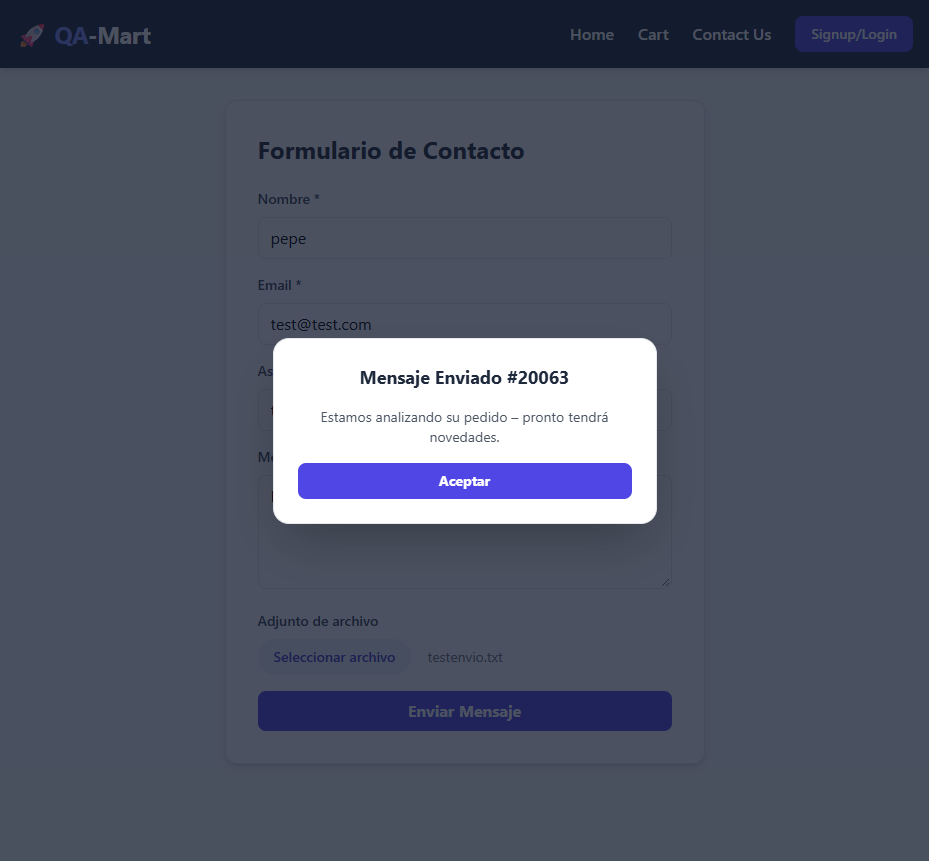 QA-Mart
Home Cart Contact Us Signup/Login
Formulario de Contacto
Nombre *
pepe
Email *
test@test.com
As
Mensaje Enviado #20063
Estamos analizando su pedido – pronto tendrá
novedades.
Aceptar
Adjunto de archivo
Seleccionar archivo testenvio.txt
Enviar Mensaje